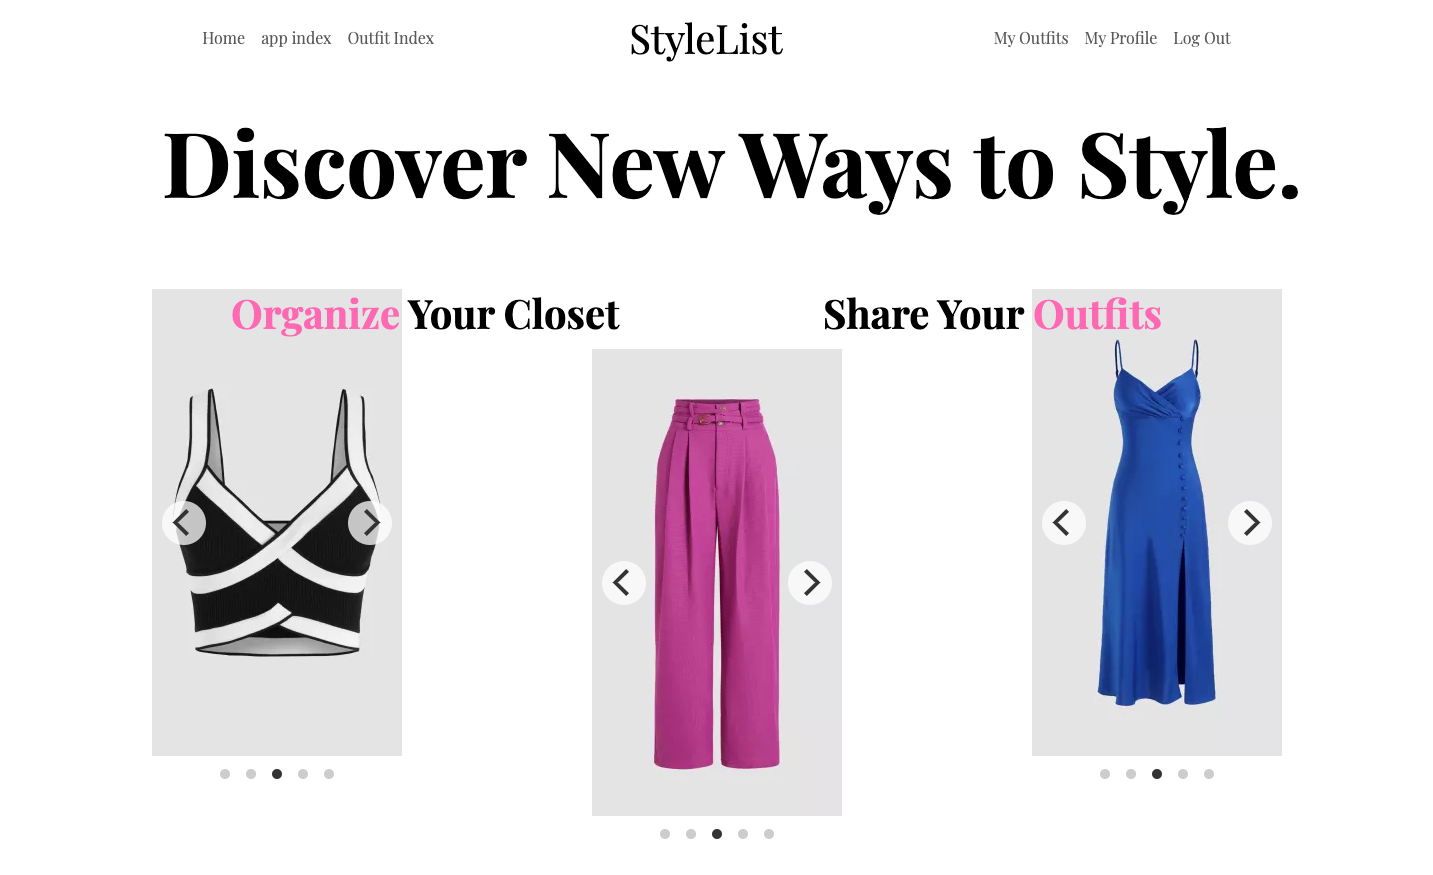 Home app index Outfit Index StyleList My Outfits My Profile Log Out
Discover New Ways to Style.
Organize Your Closet Share Your Outfits